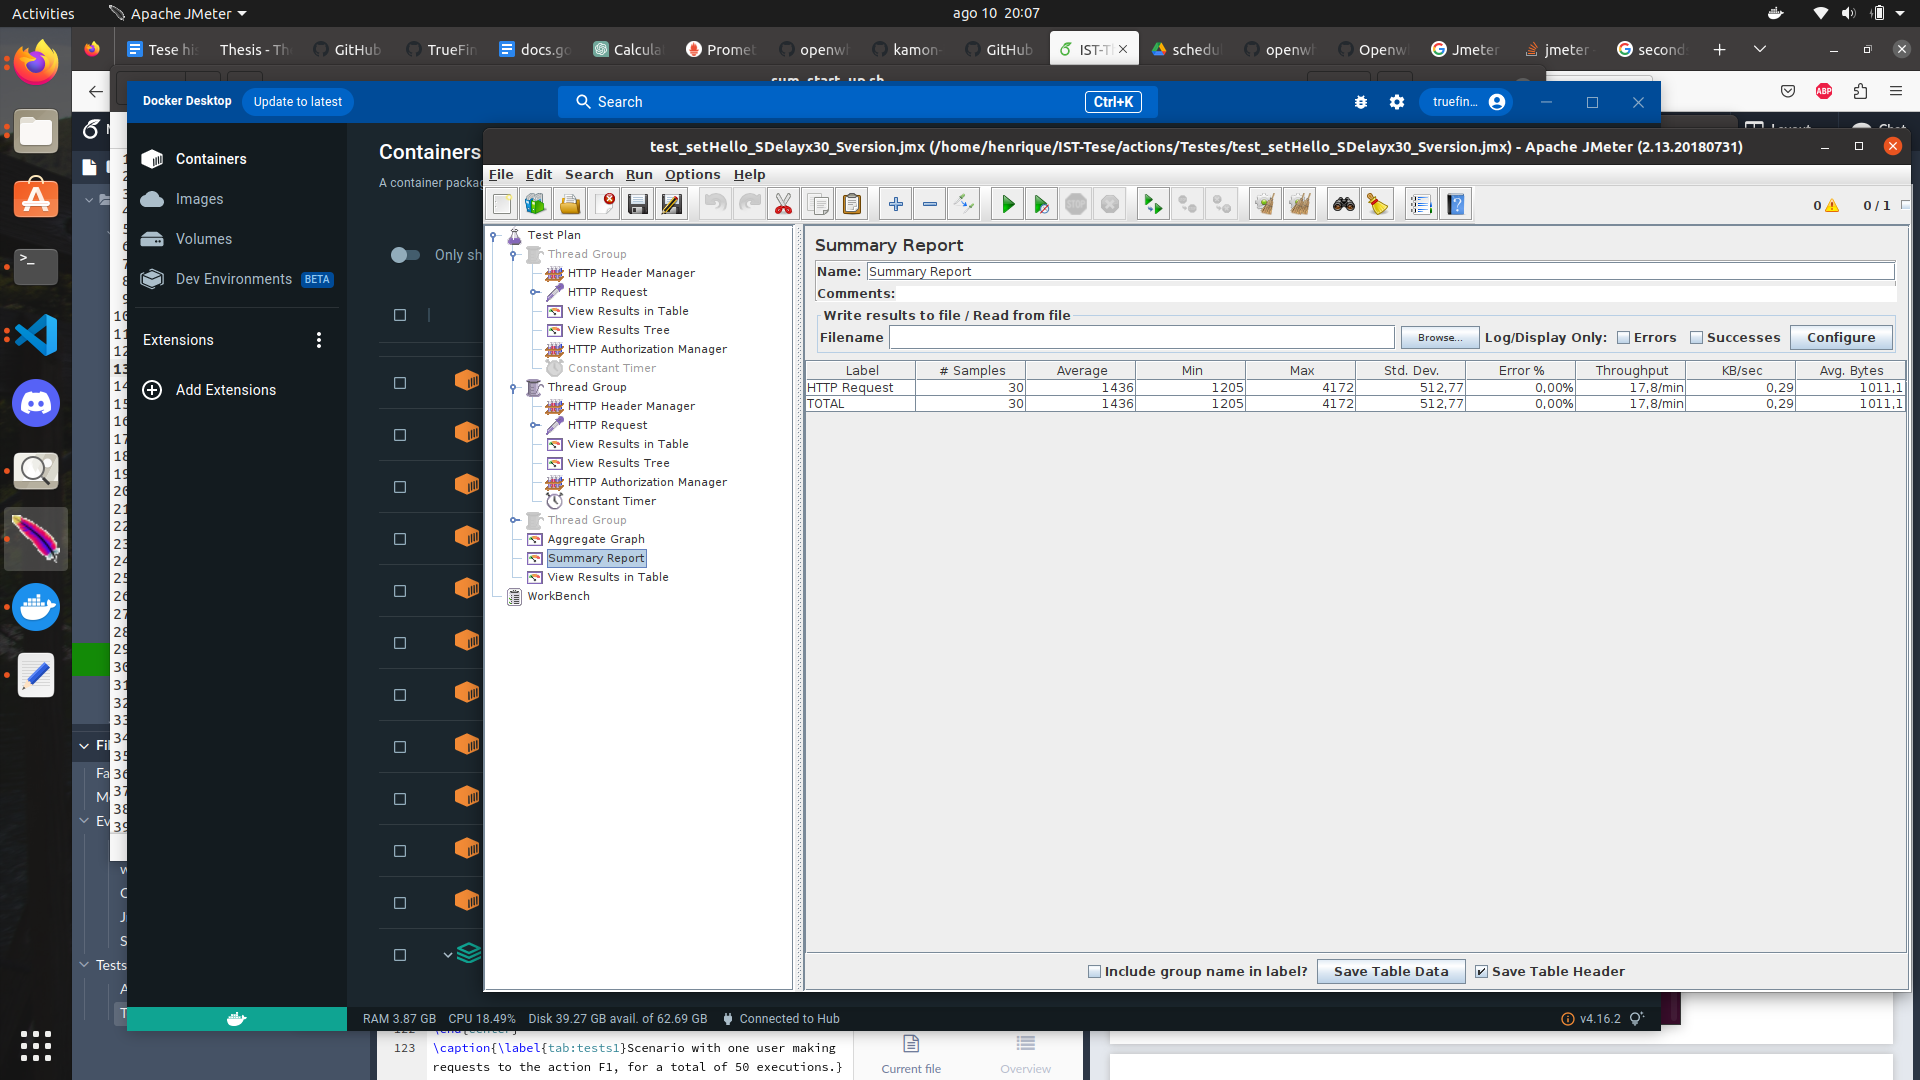 Activities
Apache JMeter
ago 10 20:07
Tese his
Thesis - Th
GitHub
TrueFin
docs.go
Calcula
Promet
openwh
kamon-
GitHub
IST-T
schedul
openwh
Openw
Jmeter
jmeter
second
sum_start_up.sh
Docker Desktop
Update to latest
Search
Ctrl+K
truefin...
Containers
Images
Volumes
Dev Environments BETA
Extensions
Add Extensions
Containers
A container packag
Only sh
test_setHello_SDelayx30_Sversion.jmx (/home/henrique/IST-Tese/actions/Testes/test_setHello_SDelayx30_Sversion.jmx) - Apache JMeter (2.13.20180731)
File Edit Search Run Options Help
0 0 / 1
Test Plan
Thread Group
HTTP Header Manager
HTTP Request
View Results in Table
View Results Tree
HTTP Authorization Manager
Constant Timer
Thread Group
HTTP Header Manager
HTTP Request
View Results in Table
View Results Tree
HTTP Authorization Manager
Constant Timer
Thread Group
Aggregate Graph
Summary Report
View Results in Table
WorkBench
Summary Report
Name: Summary Report
Comments:
Write results to file / Read from file
Filename Browse... Log/Display Only: Errors Successes Configure
Label # Samples Average Min Max Std. Dev. Error % Throughput KB/sec Avg. Bytes
HTTP Request 30 1436 1205 4172 512,77 0,00% 17,8/min 0,29 1011,1
TOTAL 30 1436 1205 4172 512,77 0,00% 17,8/min 0,29 1011,1
Include group name in label? Save Table Data Save Table Header
RAM 3.87 GB CPU 18.49% Disk 39.27 GB avail. of 62.69 GB Connected to Hub
v4.16.2
123 \caption{\label{tab:tests1}Scenario with one user making
requests to the action F1, for a total of 50 executions.}
Current file
Overview